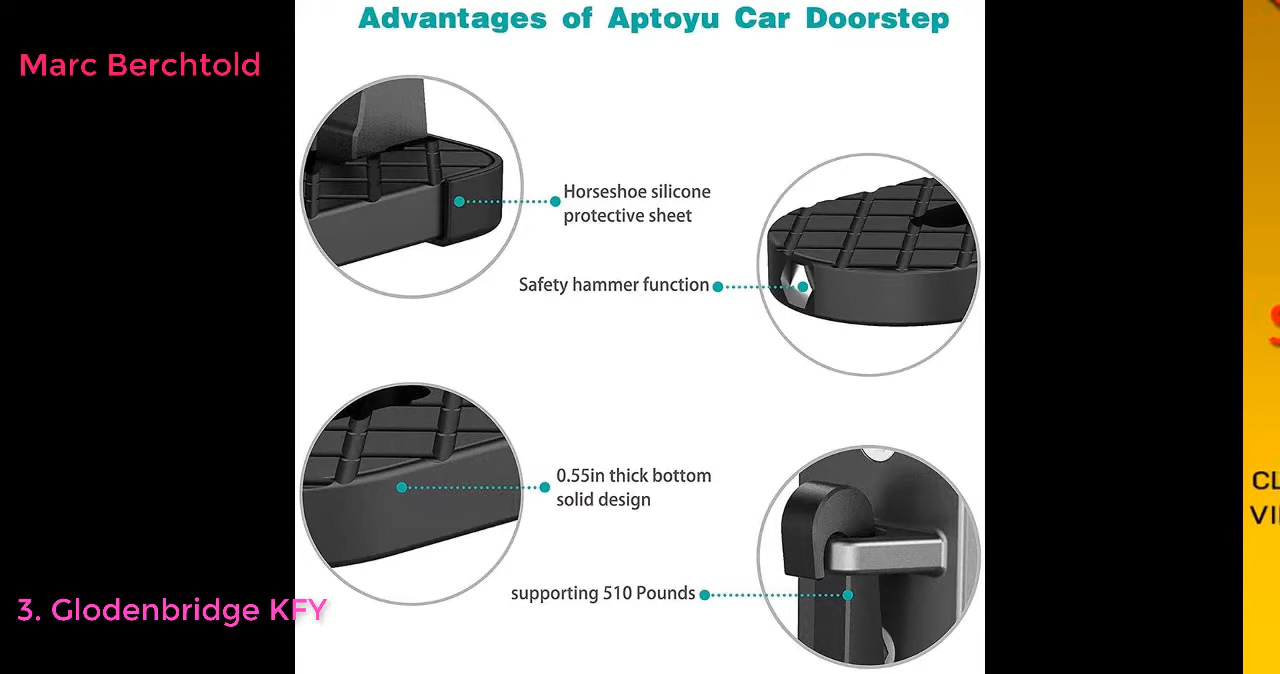 Advantages of Aptoyu Car Doorstep
Marc Berchtold
Horseshoe silicone
protective sheet
Safety hammer function
0.55in thick bottom
solid design
supporting 510 Pounds
3. Glodenbridge KFY